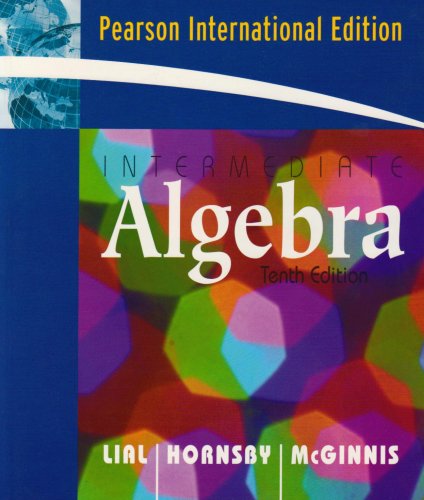 Pearson International Edition
INTERMEDIATE
Algebra
Tenth Edition
LIAL | HORNSBY | McGINNIS